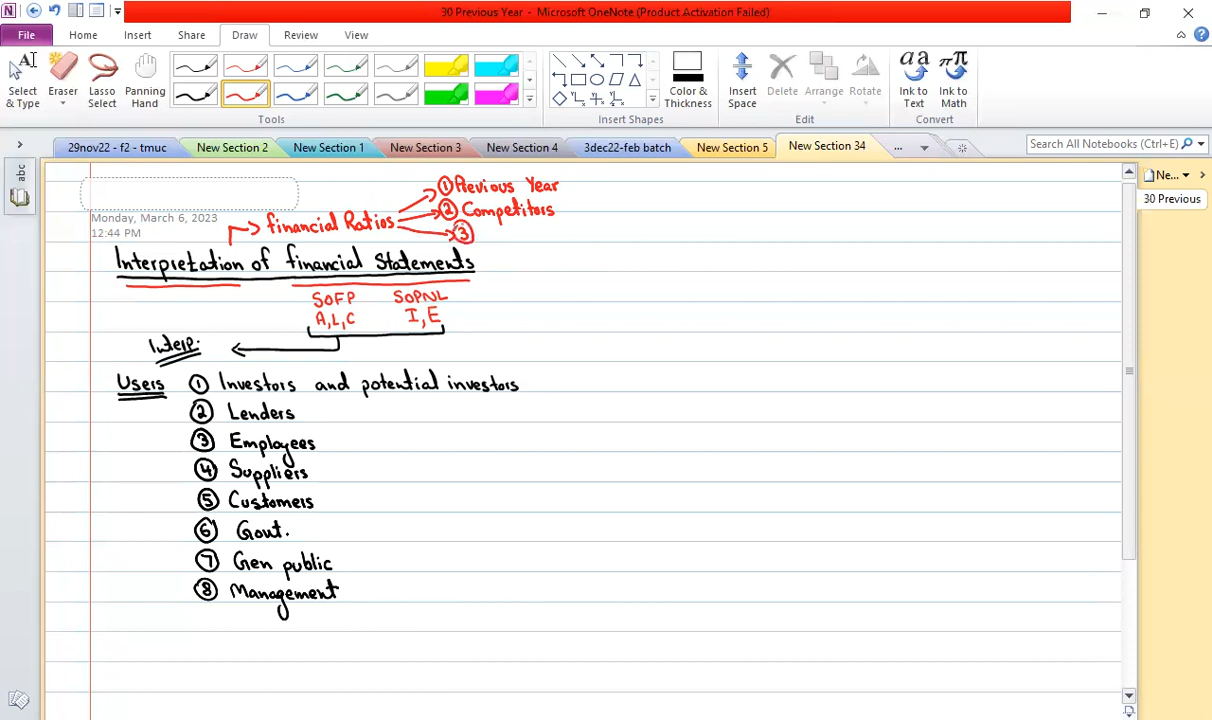 30 Previous Year - Microsoft OneNote (Product Activation Failed)
File Home Insert Share Draw Review View
Select & Type
Eraser
Lasso Select
Panning Hand
Color & Thickness
Insert Space
Delete
Arrange
Rotate
Ink to Text
Ink to Math
Tools
Insert Shapes
Edit
Convert
29nov22 - f2 - tmuc New Section 2 New Section 1 New Section 3 New Section 4 3dec22-feb batch New Section 5 New Section 34 ... Search All Notebooks (Ctrl+E)
abc
Ne...
30 Previous
Monday, March 6, 2023
12:44 PM
financial Ratios
① Previous Year
② Competitors
③
Interpretation of financial Statements
SOFP SOPNL
A, L, C I, E
Interp.
Users ① Investors and potential investors
② Lenders
③ Employees
④ Suppliers
⑤ Customers
⑥ Govt.
⑦ Gen public
⑧ Management